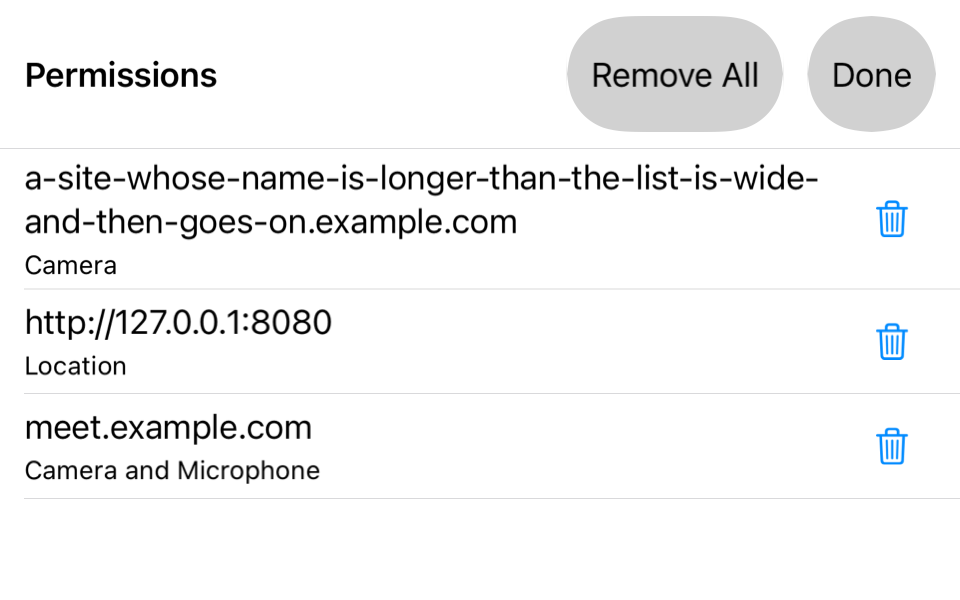 Permissions
Remove All
Done
a-site-whose-name-is-longer-than-the-list-is-wide-
and-then-goes-on.example.com
Camera
http://127.0.0.1:8080
Location
meet.example.com
Camera and Microphone